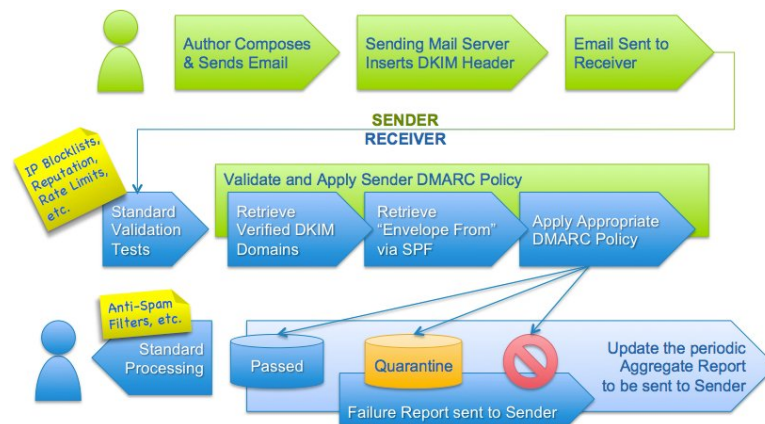 Author Composes
& Sends Email
Sending Mail Server
Inserts DKIM Header
Email Sent to
Receiver
SENDER
RECEIVER
IP Blocklists,
Reputation,
Rate Limits,
etc.
Validate and Apply Sender DMARC Policy
Standard
Validation
Tests
Retrieve
Verified DKIM
Domains
Retrieve
“Envelope From”
via SPF
Apply Appropriate
DMARC Policy
Anti-Spam
Filters, etc.
Standard
Processing
Passed
Quarantine
Update the periodic
Aggregate Report
to be sent to Sender
Failure Report sent to Sender